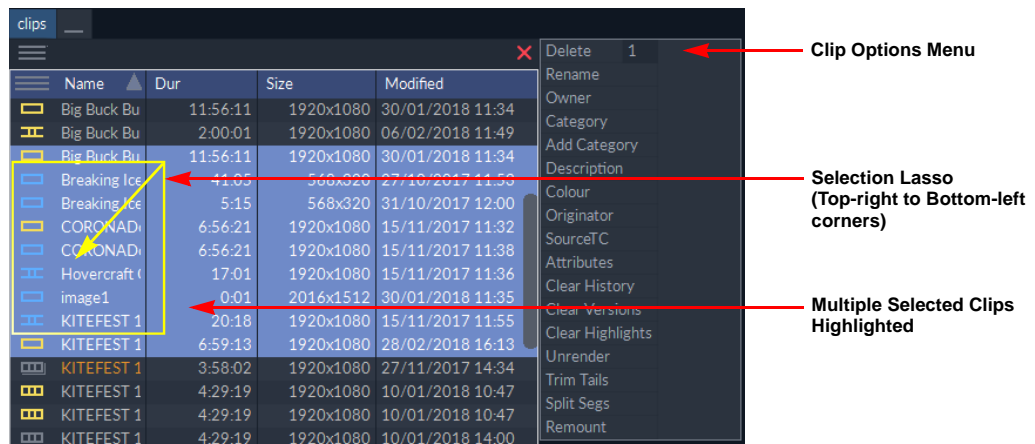 clips
Delete 1
Clip Options Menu
Name Dur Size Modified
Rename
Owner
Big Buck Bu 11:56:11 1920x1080 30/01/2018 11:34
Category
Big Buck Bu 2:00:01 1920x1080 06/02/2018 11:49
Add Category
Big Buck Bu 11:56:11 1920x1080 30/01/2018 11:34
Description
Breaking Ice 41:05 568x320 27/10/2017 11:53
Selection Lasso
(Top-right to Bottom-left
corners)
Colour
Breaking Ice 5:15 568x320 31/10/2017 12:00
Originator
CORONAD 6:56:21 1920x1080 15/11/2017 11:32
SourceTC
CORONAD 6:56:21 1920x1080 15/11/2017 11:38
Attributes
Hovercraft ( 17:01 1920x1080 15/11/2017 11:36
Clear History
image1 0:01 2016x1512 30/01/2018 11:35
Clear Versions
Multiple Selected Clips
Highlighted
KITEFEST 1 20:18 1920x1080 15/11/2017 11:55
Clear Highlights
KITEFEST 1 6:59:13 1920x1080 28/02/2018 16:13
Unrender
KITEFEST 1 3:58:02 1920x1080 27/11/2017 14:34
Trim Tails
KITEFEST 1 4:29:19 1920x1080 10/01/2018 10:47
Split Segs
KITEFEST 1 4:29:19 1920x1080 10/01/2018 10:47
Remount
KITEFEST 1 4:29:19 1920x1080 10/01/2018 14:00